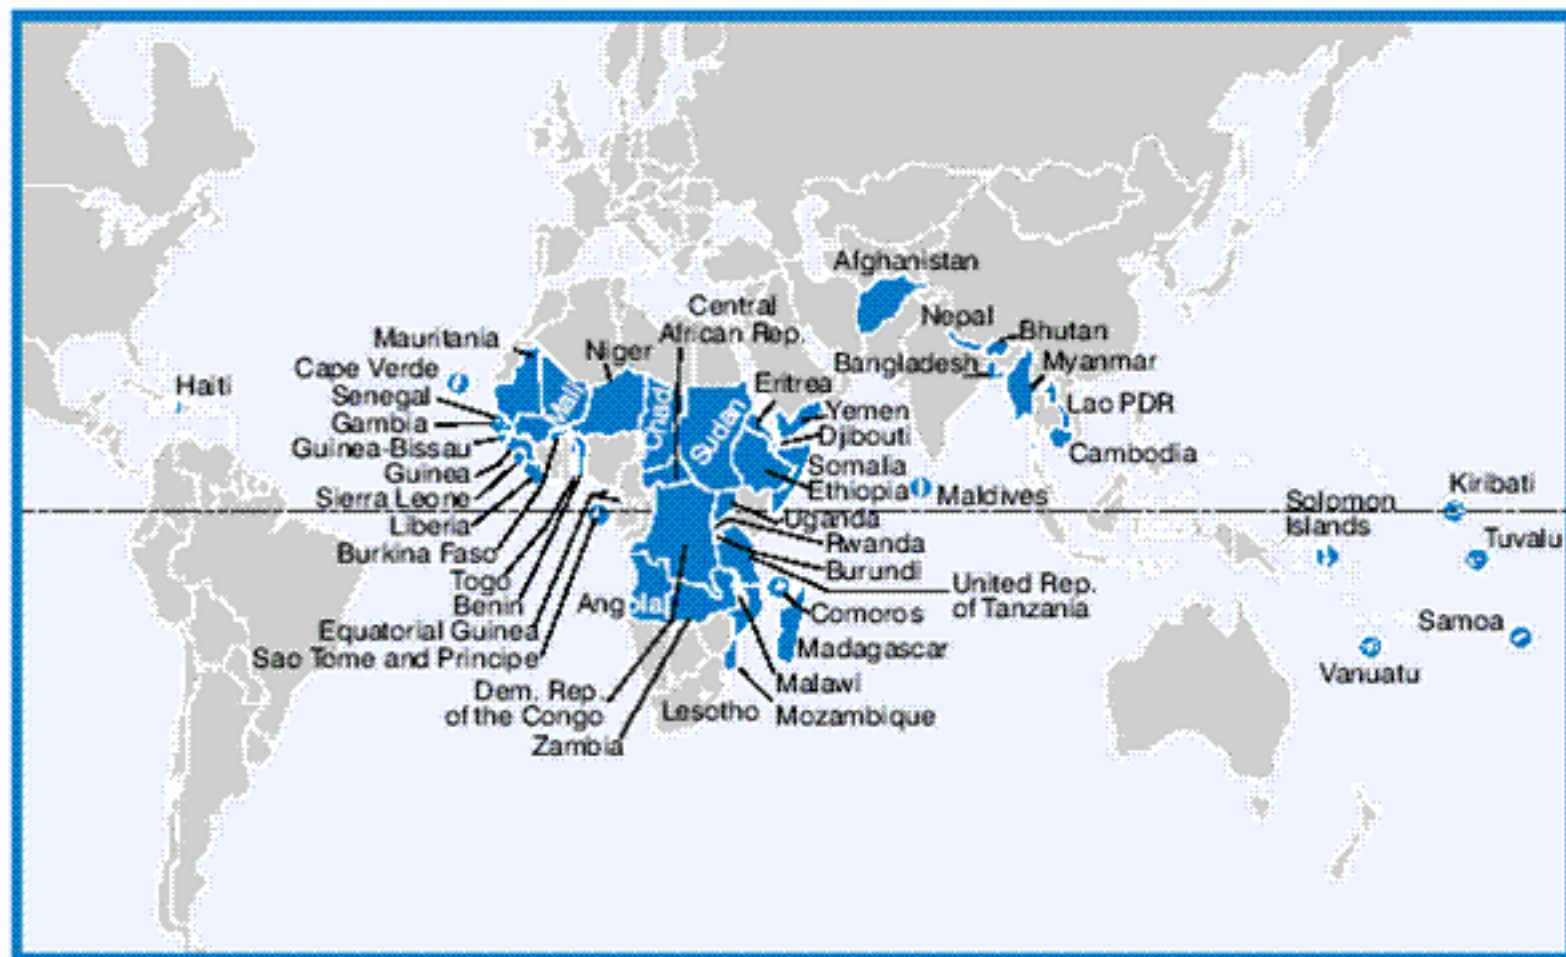 Afghanistan
Central
African Rep.
Nepal
Bhutan
Mauritania
Niger
Bangladesh
Myanmar
Cape Verde
Haiti
Mali
Chad
Sudan
Eritrea
Senegal
Yemen
Lao PDR
Gambia
Djibouti
Guinea-Bissau
Cambodia
Guinea
Somalia
Sierra Leone
Ethiopia
Maldives
Kiribati
Solomon
Islands
Liberia
Uganda
Burkina Faso
Rwanda
Tuvalu
Togo
Burundi
United Rep.
of Tanzania
Benin
Angola
Comoros
Equatorial Guinea
Samoa
Sao Tome and Principe
Madagascar
Vanuatu
Dem. Rep.
of the Congo
Malawi
Lesotho
Mozambique
Zambia